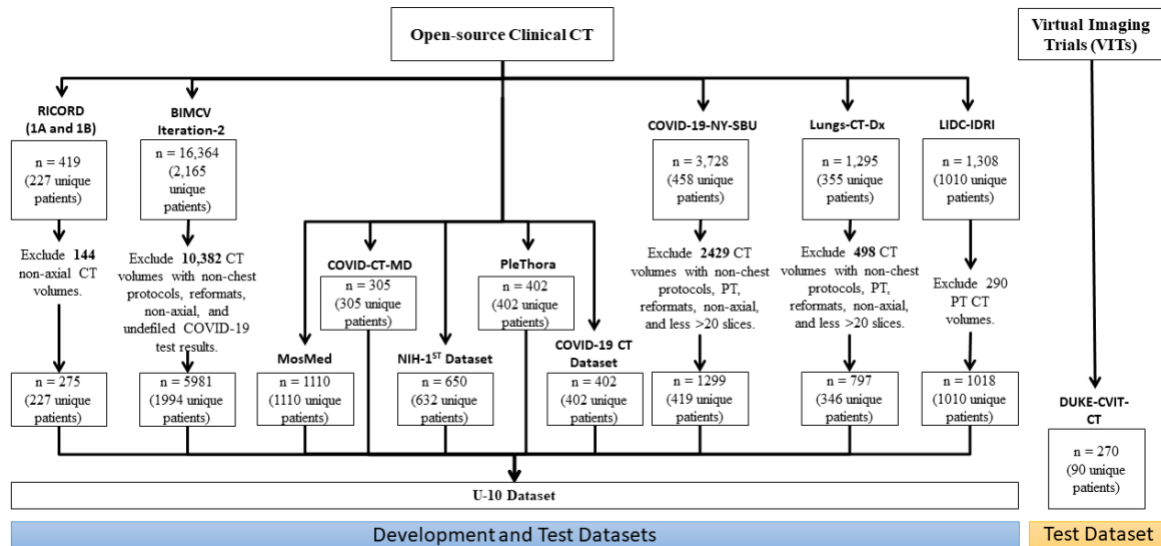 Open-source Clinical CT
Virtual Imaging
Trials (VITs)
RICORD
(1A and 1B)
n = 419
(227 unique
patients)
Exclude 144
non-axial CT
volumes.
n = 275
(227 unique
patients)
BIMCV
Iteration-2
n = 16,364
(2,165
unique
patients)
Exclude 10,382 CT
volumes with non-chest
protocols, reformats,
non-axial, and
undefiled COVID-19
test results.
n = 5981
(1994 unique
patients)
MosMed
n = 1110
(1110 unique
patients)
COVID-CT-MD
n = 305
(305 unique
patients)
NIH-1ST Dataset
n = 650
(632 unique
patients)
PleThora
n = 402
(402 unique
patients)
COVID-19 CT
Dataset
n = 402
(402 unique
patients)
COVID-19-NY-SBU
n = 3,728
(458 unique
patients)
Exclude 2429 CT
volumes with non-chest
protocols, PT,
reformats, non-axial,
and less >20 slices.
n = 1299
(419 unique
patients)
Lungs-CT-Dx
n = 1,295
(355 unique
patients)
Exclude 498 CT
volumes with non-chest
protocols, PT,
reformats, non-axial,
and less >20 slices.
n = 797
(346 unique
patients)
LIDC-IDRI
n = 1,308
(1010 unique
patients)
Exclude 290
PT CT
volumes.
n = 1018
(1010 unique
patients)
DUKE-CVIT-
CT
n = 270
(90 unique
patients)
U-10 Dataset
Development and Test Datasets
Test Dataset